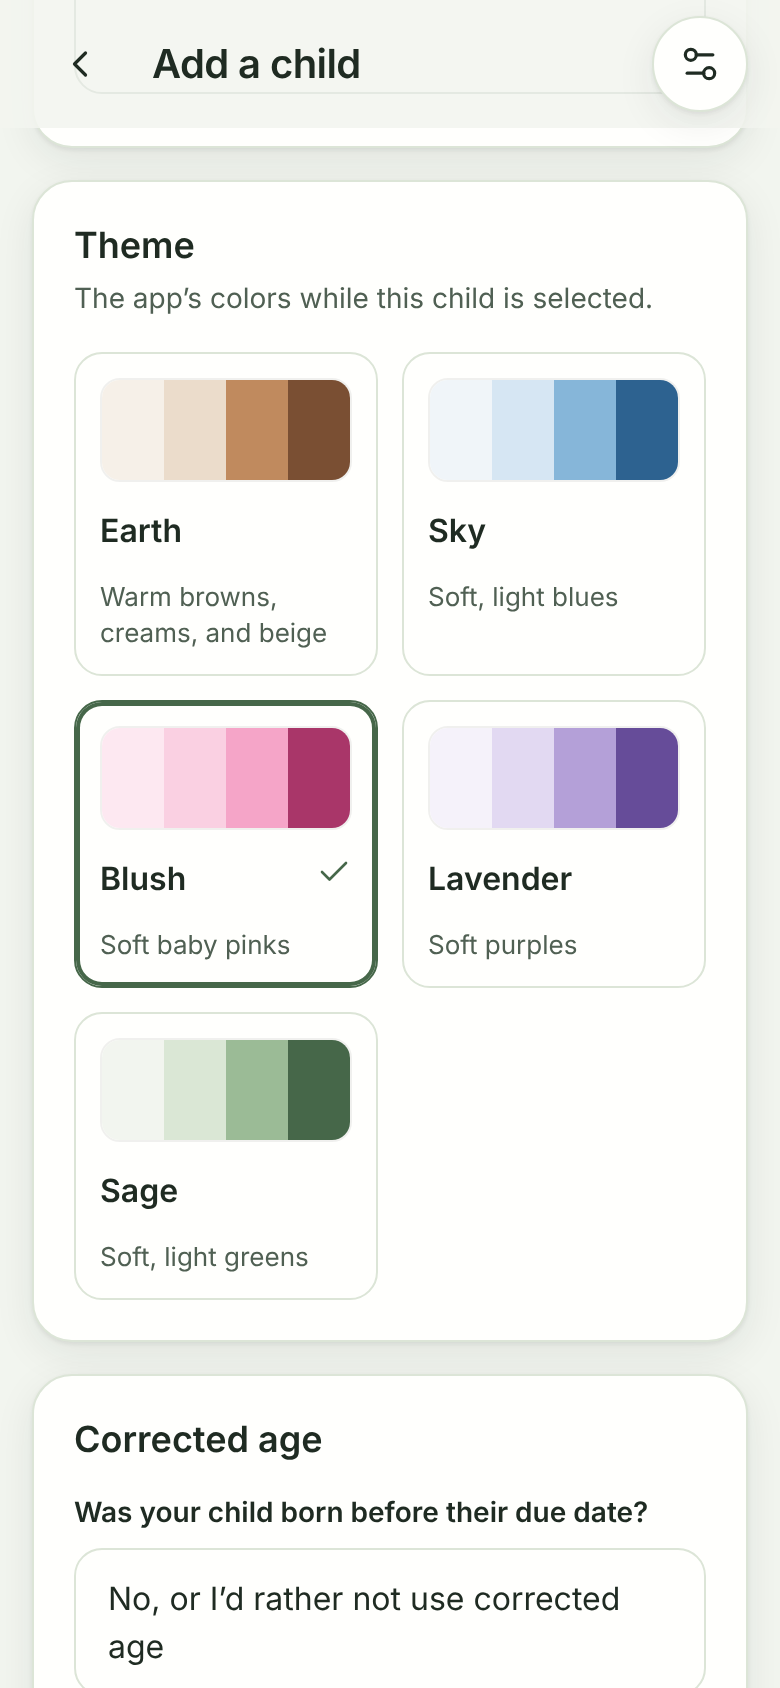 Add a child
Theme
The app’s colors while this child is selected.
Earth
Warm browns,
creams, and beige
Sky
Soft, light blues
Blush
Soft baby pinks
Lavender
Soft purples
Sage
Soft, light greens
Corrected age
Was your child born before their due date?
No, or I’d rather not use corrected
age